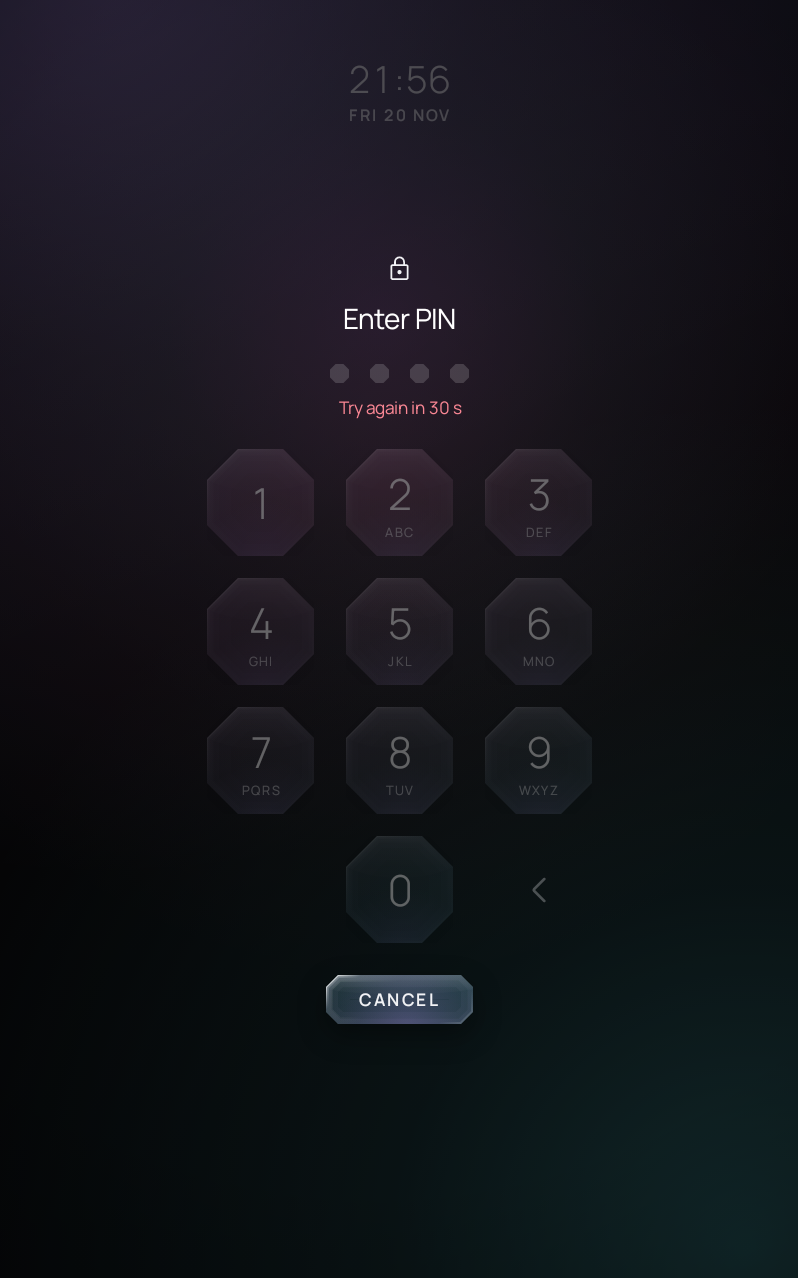 21:56
FRI 20 NOV
Enter PIN
Try again in 30 s
1
2
ABC
3
DEF
4
GHI
5
JKL
6
MNO
7
PQRS
8
TUV
9
WXYZ
0
CANCEL